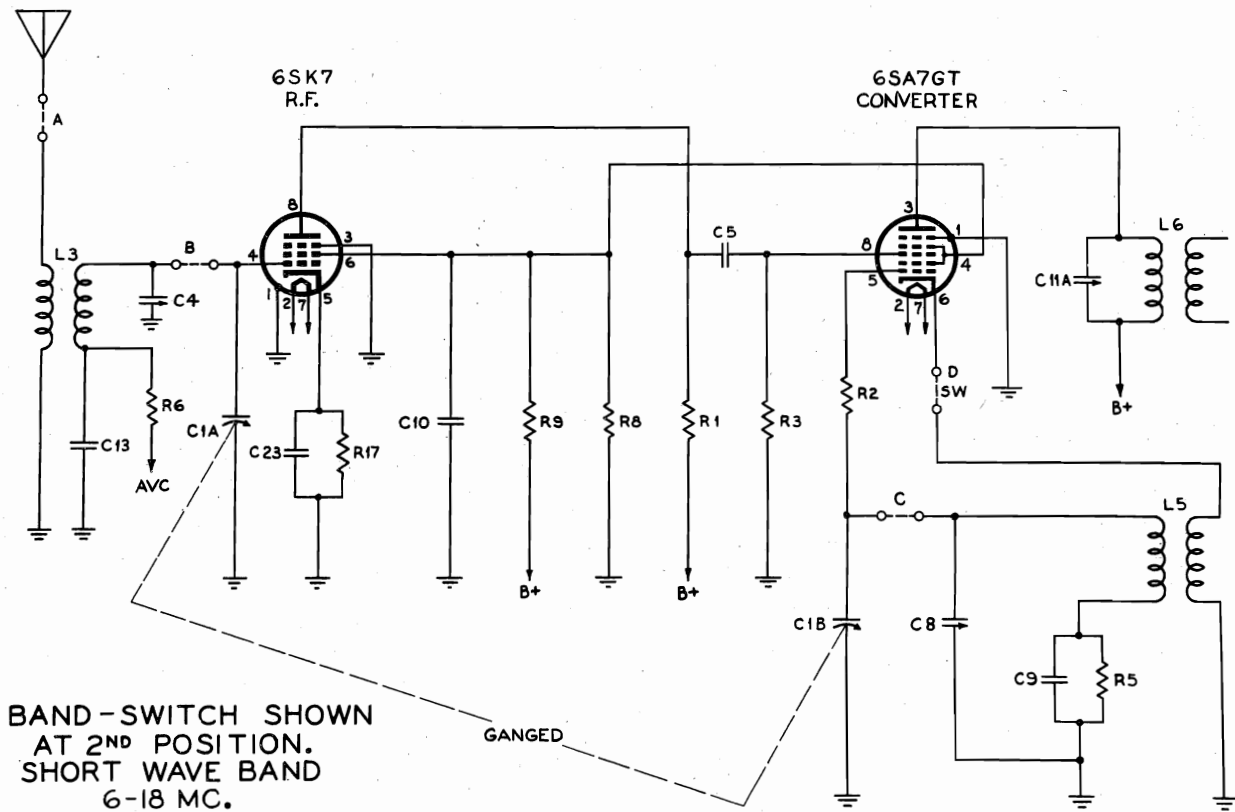 6SK7
R.F.
6SA7GT
CONVERTER
A
8
3
L3
B
4
3
6
C5
8
1
4
L6
C4
1
2
7
5
5
2
7
6
C11A
R6
C1A
C13
AVC
C23
R17
C10
R9
R8
R1
R3
R2
D
SW
B+
C
L5
B+
B+
C1B
C8
C9
R5
GANGED
BAND-SWITCH SHOWN
AT 2ND POSITION.
SHORT WAVE BAND
6-18 MC.